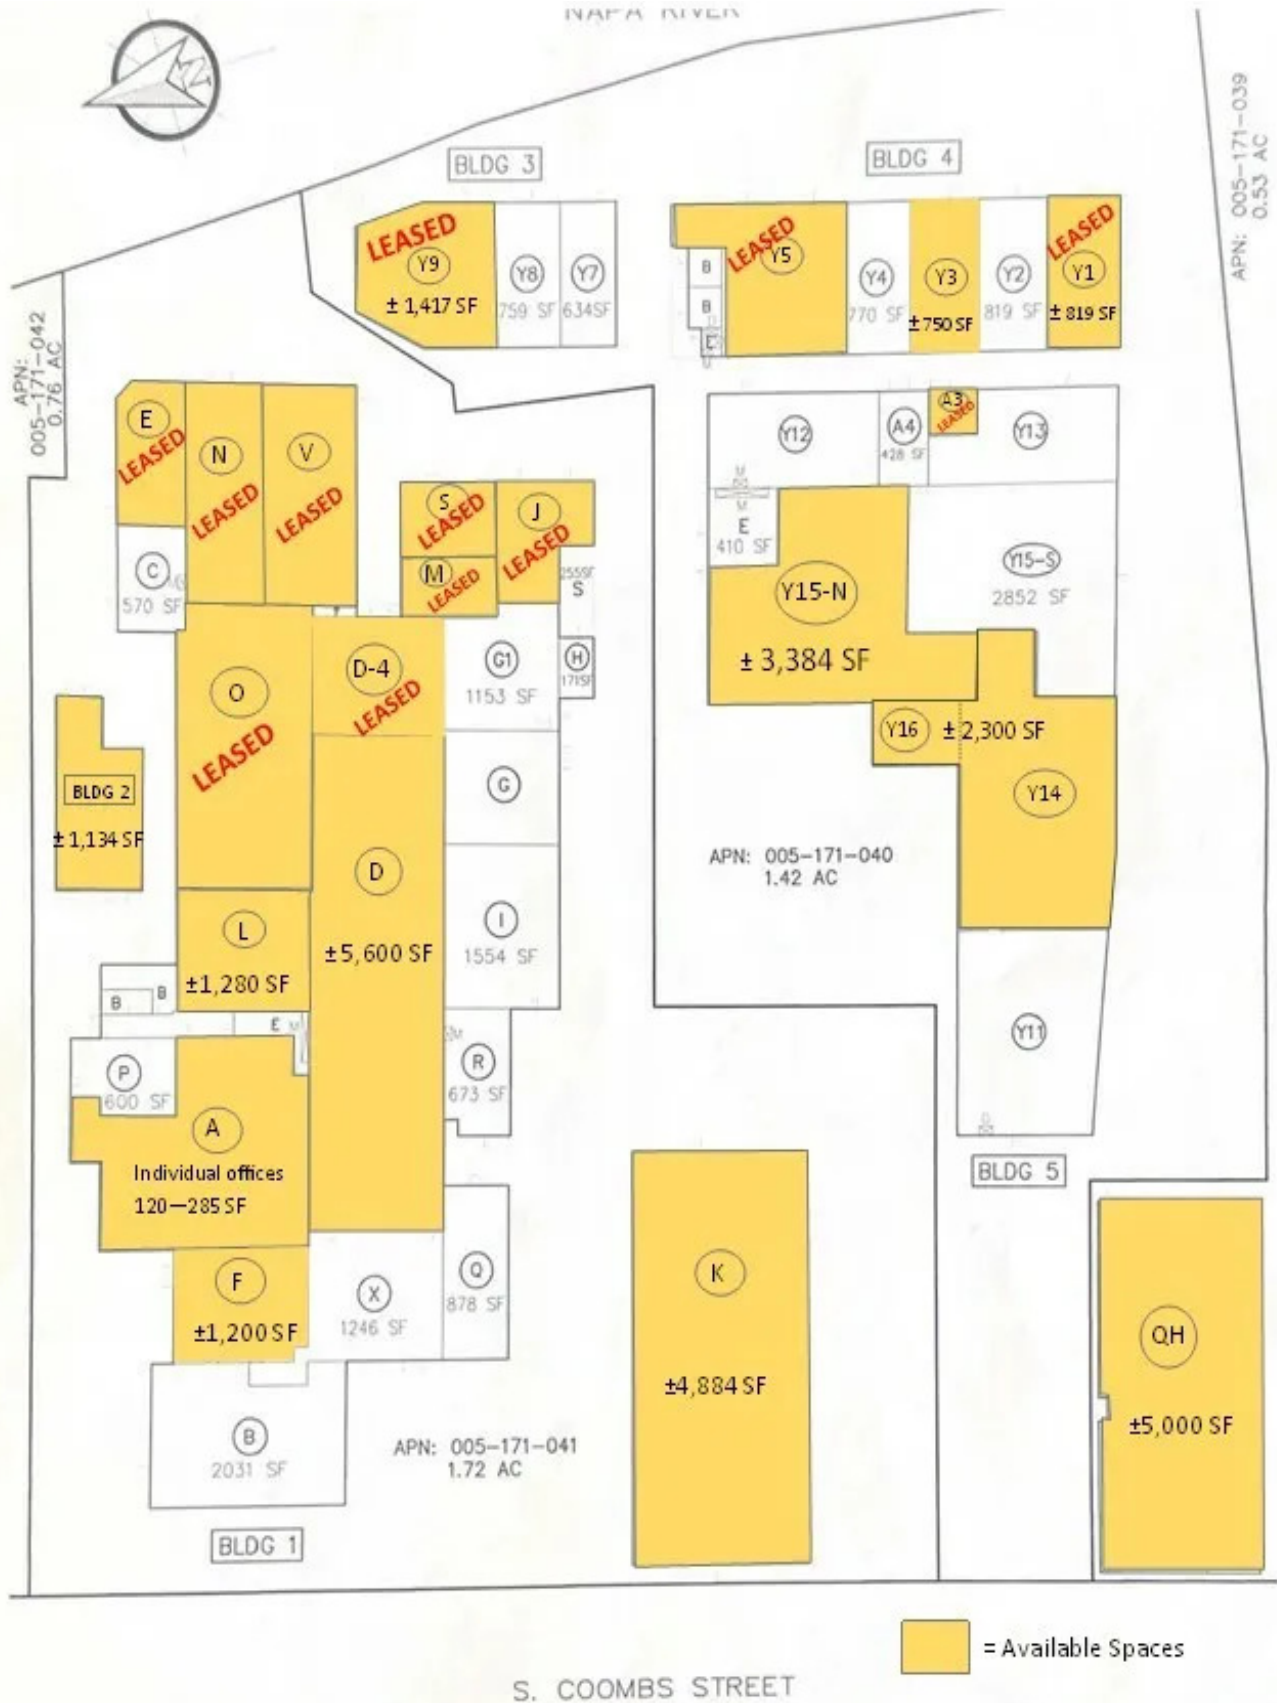 NAPA RIVER
N
APN: 005-171-039
0.53 AC
BLDG 3
BLDG 4
LEASED
Y9
± 1,417 SF
Y8
759 SF
Y7
634SF
LEASED
Y5
B
B
E
Y4
770 SF
Y3
±750 SF
Y2
819 SF
LEASED
Y1
± 819 SF
APN:
005-171-042
0.76 AC
E
LEASED
N
LEASED
V
LEASED
S
LEASED
J
LEASED
M
LEASED
255SF
S
C
570 SF
Y12
A4
428 SF
A3
LEASED
Y13
M
M
E
410 SF
Y15-N
± 3,384 SF
Y15-S
2852 SF
O
LEASED
D-4
LEASED
G1
1153 SF
H
171SF
Y16
± 2,300 SF
Y14
BLDG 2
± 1,134 SF
G
D
±5,600 SF
APN: 005-171-040
1.42 AC
L
±1,280 SF
I
1554 SF
B
B
E
M
Y11
P
600 SF
M
R
673 SF
A
Individual offices
120—285 SF
BLDG 5
F
±1,200 SF
X
1246 SF
Q
878 SF
K
±4,884 SF
QH
±5,000 SF
B
2031 SF
APN: 005-171-041
1.72 AC
BLDG 1
= Available Spaces
S. COOMBS STREET